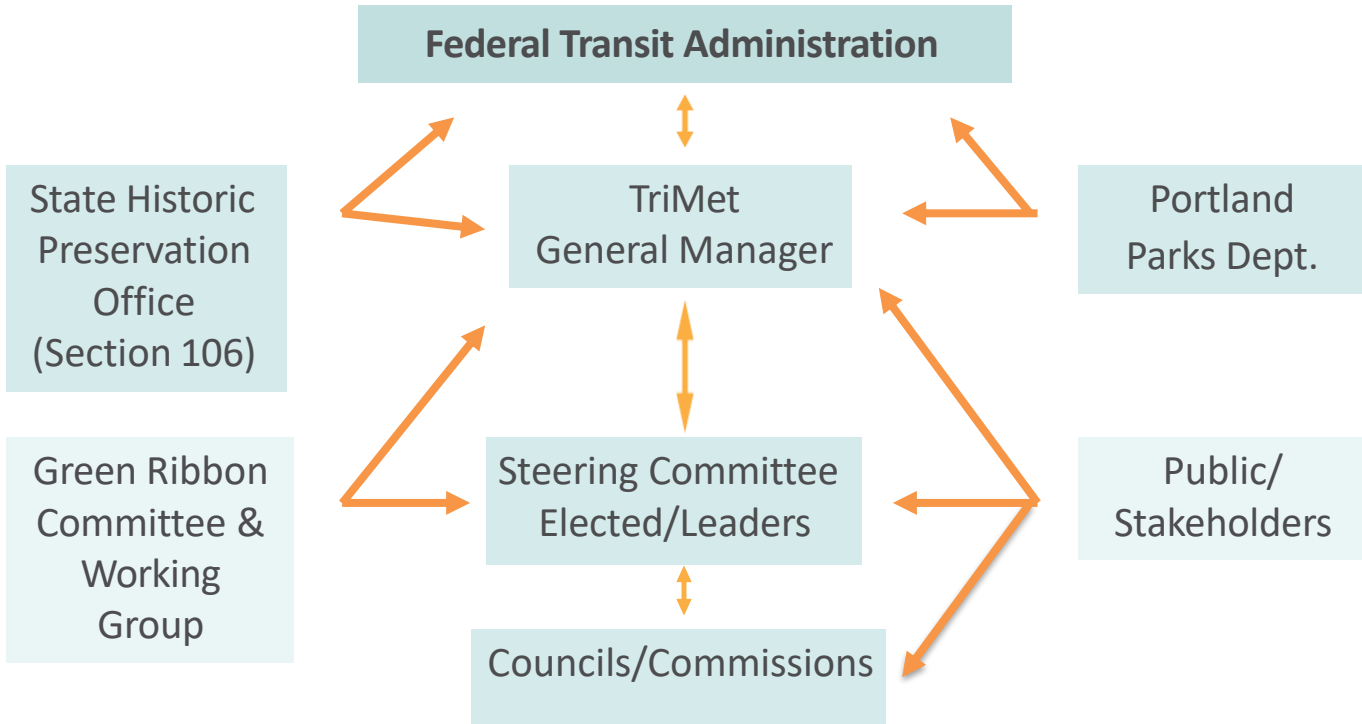 Federal Transit Administration
State Historic
Preservation
Office
(Section 106)
TriMet
General Manager
Portland
Parks Dept.
Green Ribbon
Committee &
Working
Group
Steering Committee
Elected/Leaders
Public/
Stakeholders
Councils/Commissions